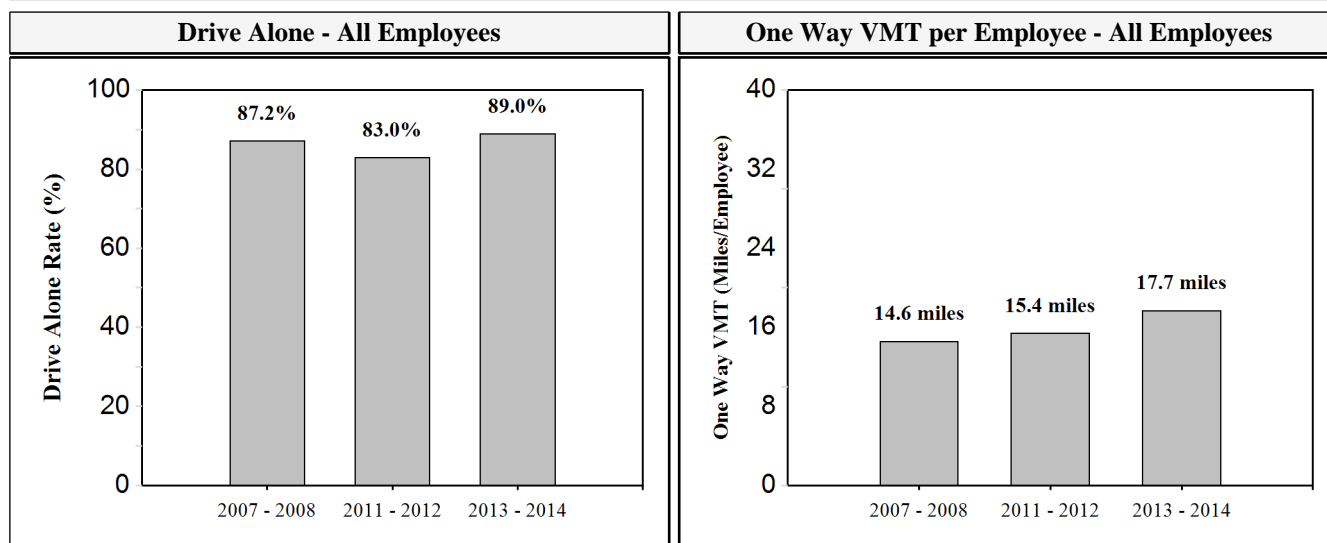 Drive Alone - All Employees
Drive Alone Rate (%)
100
80
60
40
20
0
87.2%
83.0%
89.0%
2007 - 2008
2011 - 2012
2013 - 2014
One Way VMT per Employee - All Employees
One Way VMT (Miles/Employee)
40
32
24
16
8
0
14.6 miles
15.4 miles
17.7 miles
2007 - 2008
2011 - 2012
2013 - 2014